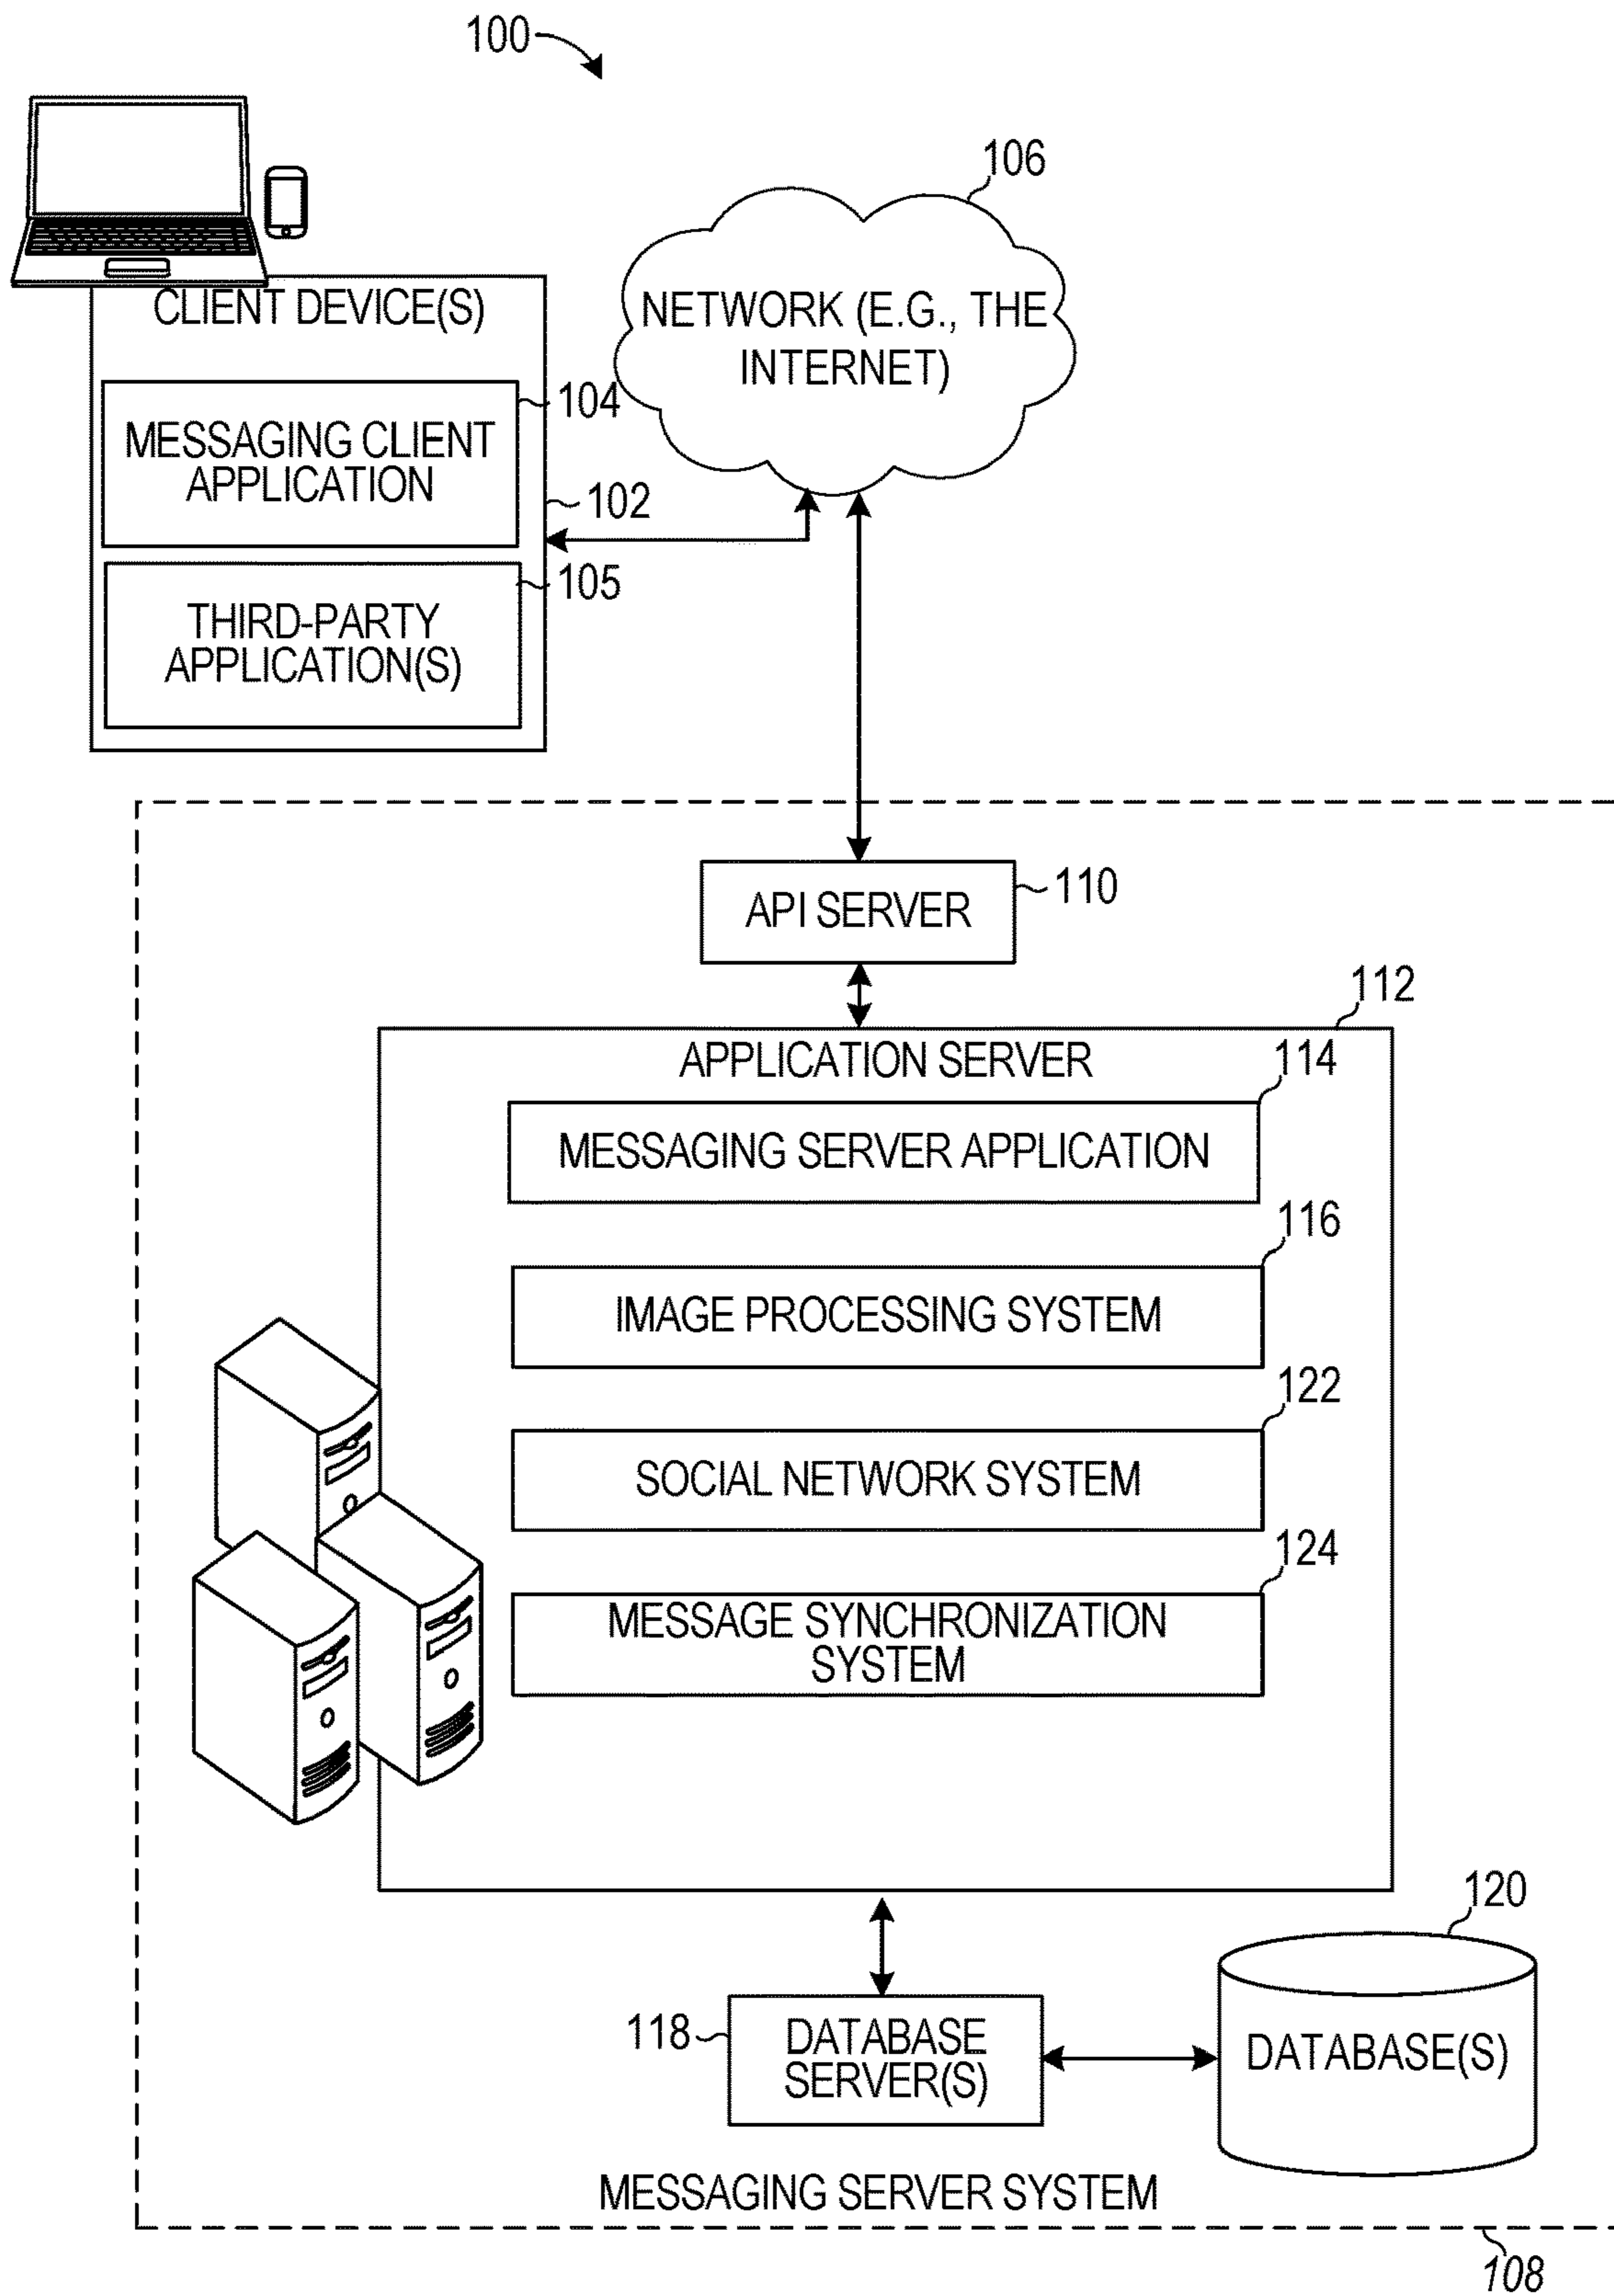 100
106
NETWORK (E.G., THE
INTERNET)
CLIENT DEVICE(S)
104
MESSAGING CLIENT
APPLICATION
102
105
THIRD-PARTY
APPLICATION(S)
API SERVER
110
112
APPLICATION SERVER
114
MESSAGING SERVER APPLICATION
116
IMAGE PROCESSING SYSTEM
122
SOCIAL NETWORK SYSTEM
124
MESSAGE SYNCHRONIZATION
SYSTEM
120
118
DATABASE
SERVER(S)
DATABASE(S)
MESSAGING SERVER SYSTEM
108